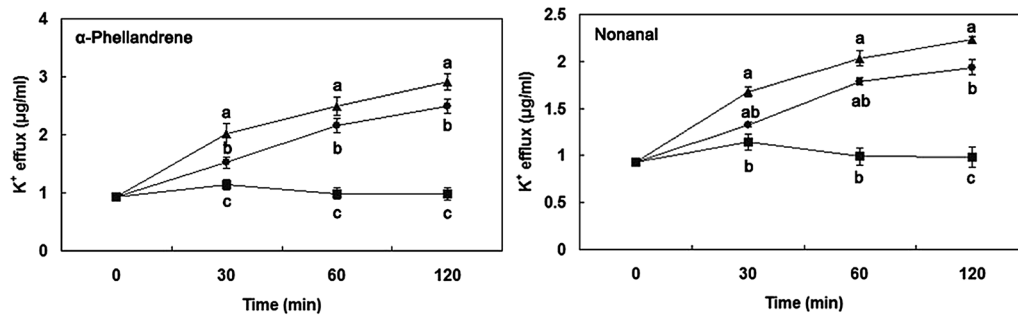 α-Phellandrene
K⁺ effux (μg/ml)
4
3
2
1
0
a
a
a
b
b
b
c
c
c
0 30 60 120
Time (min)
Nonanal
K⁺ efflux (μg/ml)
2.5
2
1.5
1
0.5
0
a
a
a
ab
ab
b
b
b
c
0 30 60 120
Time (min)